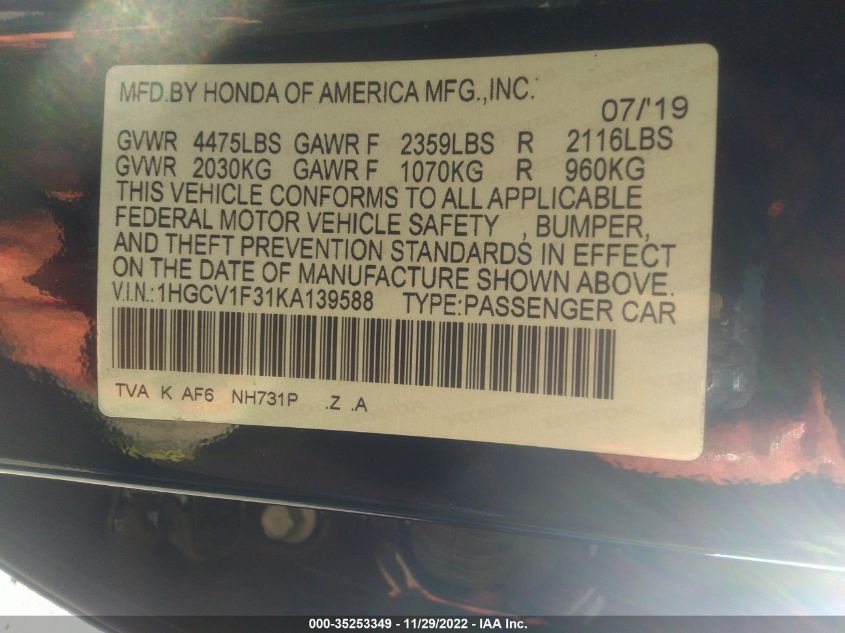 MFD.BY HONDA OF AMERICA MFG.,INC.
07/'19
GVWR 4475LBS GAWR F 2359LBS R 2116LBS
GVWR 2030KG GAWR F 1070KG R 960KG
THIS VEHICLE CONFORMS TO ALL APPLICABLE
FEDERAL MOTOR VEHICLE SAFETY , BUMPER,
AND THEFT PREVENTION STANDARDS IN EFFECT
ON THE DATE OF MANUFACTURE SHOWN ABOVE.
V.I.N.:1HGCV1F31KA139588 TYPE:PASSENGER CAR
TVA K AF6 NH731P .Z .A
000-35253349 - 11/29/2022 - IAA Inc.